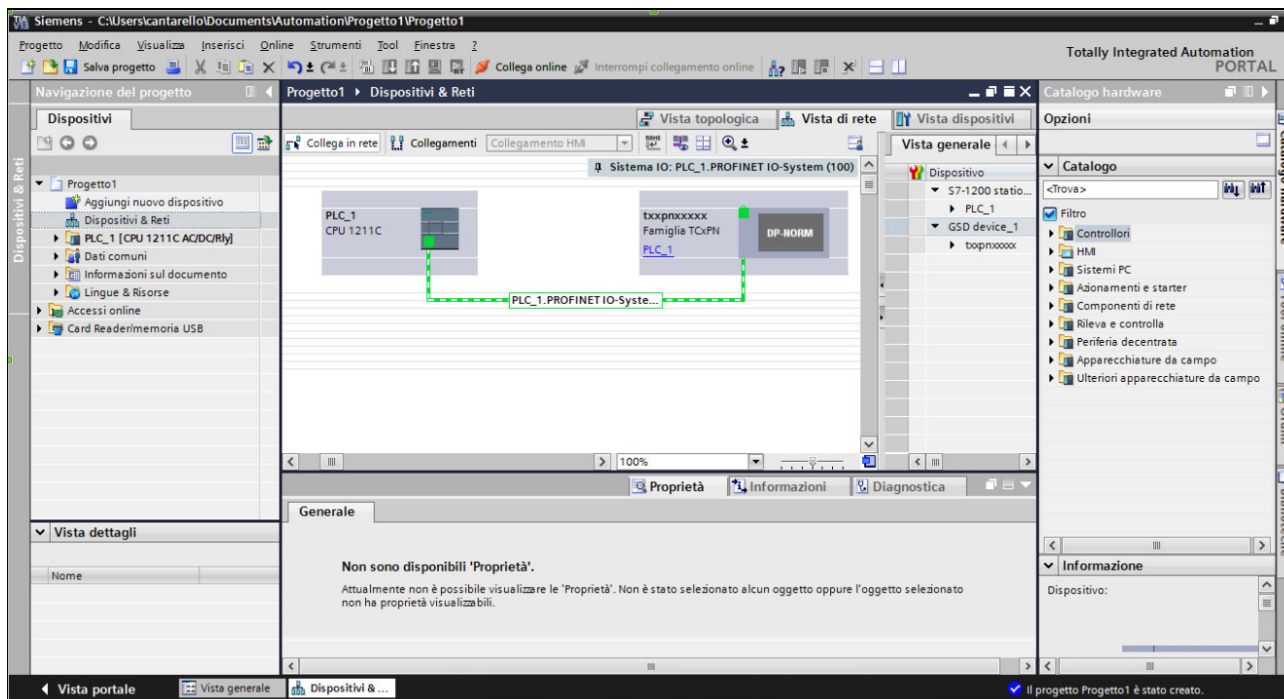 Siemens - C:\Users\cantarello\Documents\Automation\Progetto1\Progetto1
Progetto Modifica Visualizza Inserisci Online Strumenti Tool Finestra ?
Totally Integrated Automation
PORTAL
Salva progetto
Collega online
Interrompi collegamento online
Navigazione del progetto
Dispositivi
Dispositivi & Reti
Progetto1
Aggiungi nuovo dispositivo
Dispositivi & Reti
PLC_1 [CPU 1211C AC/DC/Rly]
Dati comuni
Informazioni sul documento
Lingue & Risorse
Accessi online
Card Reader/memoria USB
Vista dettagli
Nome
Progetto1 Dispositivi & Reti
Vista topologica
Vista di rete
Vista dispositivi
Collega in rete
Collegamenti
Collegamento HMI
Sistema IO: PLC_1.PROFINET IO-System (100)
PLC_1
CPU 1211C
txxpnxxxxx
Famiglia TCxPN
PLC_1
DP-NORM
PLC_1.PROFINET IO-Syste...
100%
Vista generale
Dispositivo
S7-1200 statio...
PLC_1
GSD device_1
txxpnxxxxx
Proprietà
Informazioni
Diagnostica
Generale
Non sono disponibili 'Proprietà'.
Attualmente non è possibile visualizzare le 'Proprietà'. Non è stato selezionato alcun oggetto oppure l'oggetto selezionato
non ha proprietà visualizzabili.
Catalogo hardware
Opzioni
Catalogo
<Trova>
Filtro
Controllori
HMI
Sistemi PC
Azionamenti e starter
Componenti di rete
Rileva e controlla
Periferia decentrata
Apparecchiature da campo
Ulteriori apparecchiature da campo
Informazione
Dispositivo:
Vista portale
Vista generale
Dispositivi & ...
Il progetto Progetto1 è stato creato.